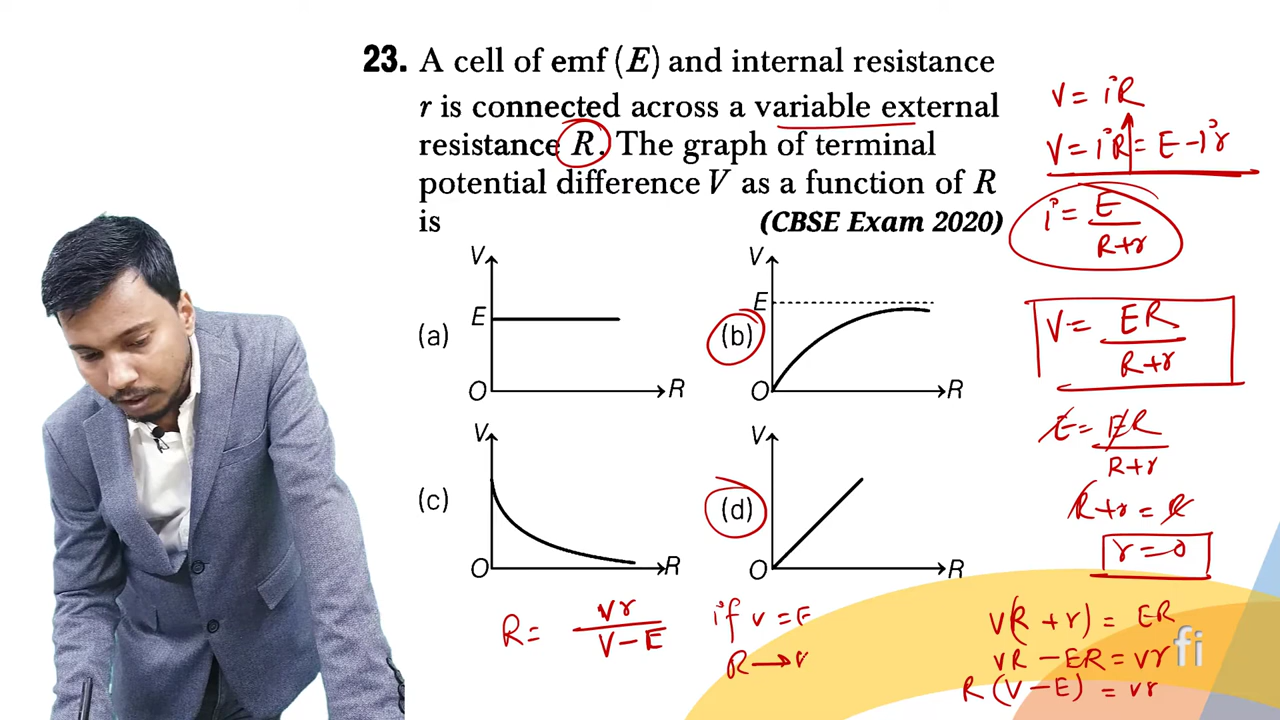 23. A cell of emf (E) and internal resistance
r is connected across a variable external
resistance R. The graph of terminal
potential difference V as a function of R
is (CBSE Exam 2020)
V = iR
V = iR = E - ir
i = E / R+r
V = ER / R+r
E = ER / R+r
R+r = R
r = 0
(a) V E O R
(b) V E O R
(c) V O R
(d) V O R
R = Vr / V-E
if V = E
R →
V(R + r) = ER
VR - ER = Vr
R(V - E) = Vr
fi